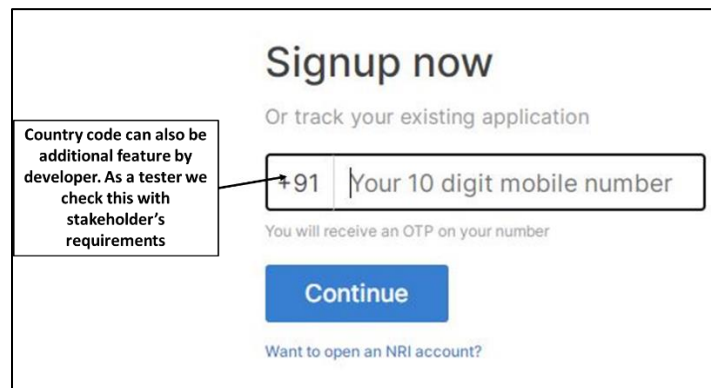 Signup now
Or track your existing application
Country code can also be
additional feature by
developer. As a tester we
check this with
stakeholder's
requirements
+91 Your 10 digit mobile number
You will receive an OTP on your number
Continue
Want to open an NRI account?